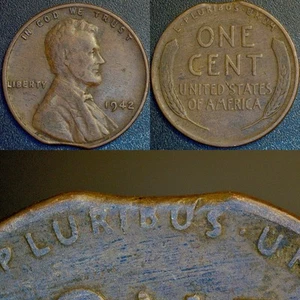 IN GOD WE TRUST
LIBERTY
1942
E·PLURIBUS·UNUM
ONE
CENT
UNITED STATES
OF AMERICA
PLURIBUS·U